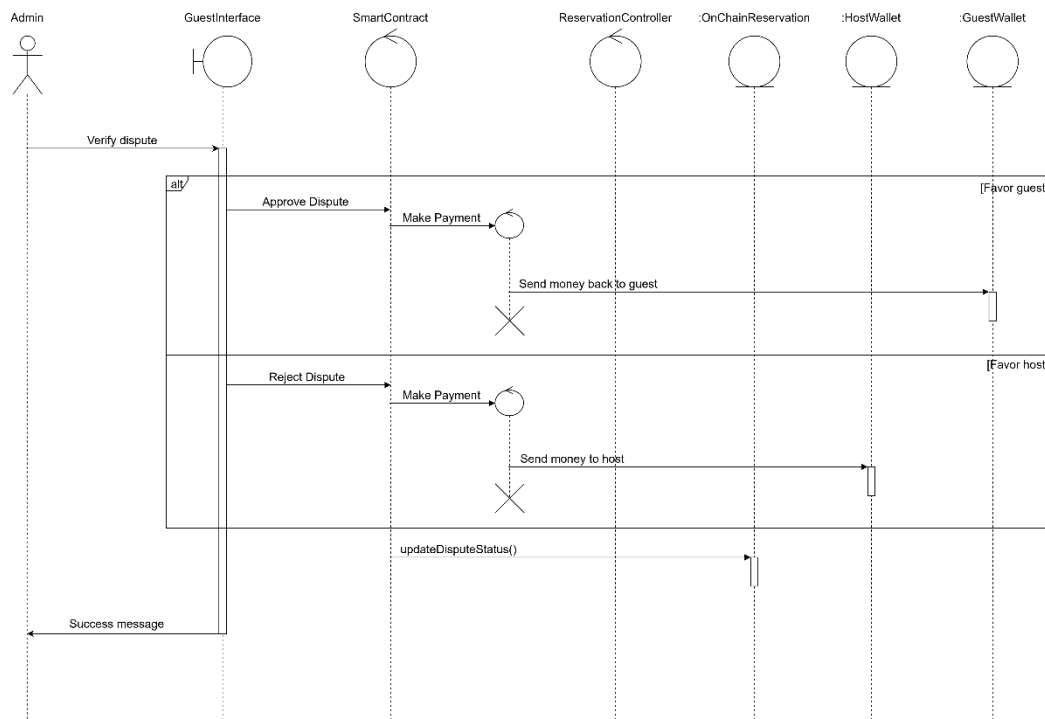 Admin
GuestInterface
SmartContract
ReservationController
:OnChainReservation
:HostWallet
:GuestWallet
Verify dispute
alt
[Favor guest
Approve Dispute
Make Payment
Send money back to guest
[Favor host
Reject Dispute
Make Payment
Send money to host
updateDisputeStatus()
Success message